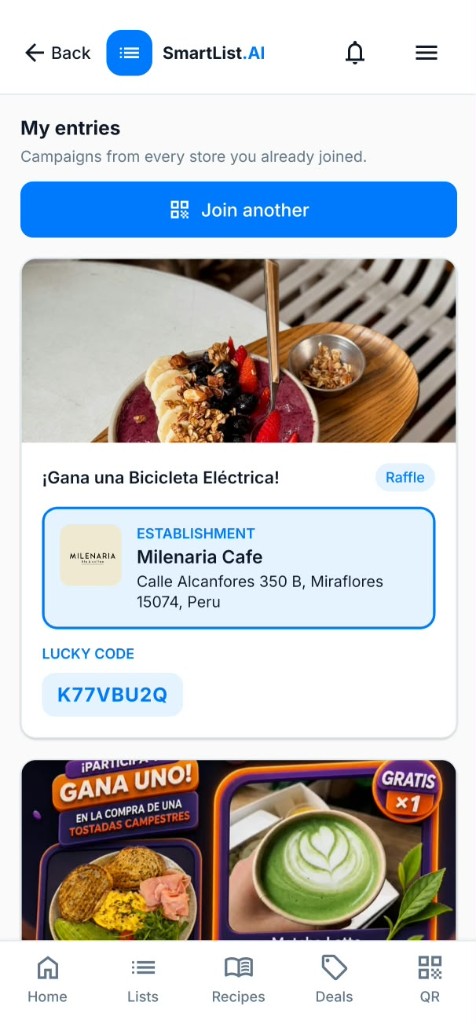 Back
SmartList.AI
My entries
Campaigns from every store you already joined.
Join another
¡Gana una Bicicleta Eléctrica!
Raffle
MILENARIA
ESTABLISHMENT
Milenaria Cafe
Calle Alcanfores 350 B, Miraflores
15074, Peru
LUCKY CODE
K77VBU2Q
GANA UNO!
EN LA COMPRA DE UNA
TOSTADAS CAMPESTRES
GRATIS
x1
Home
Lists
Recipes
Deals
QR